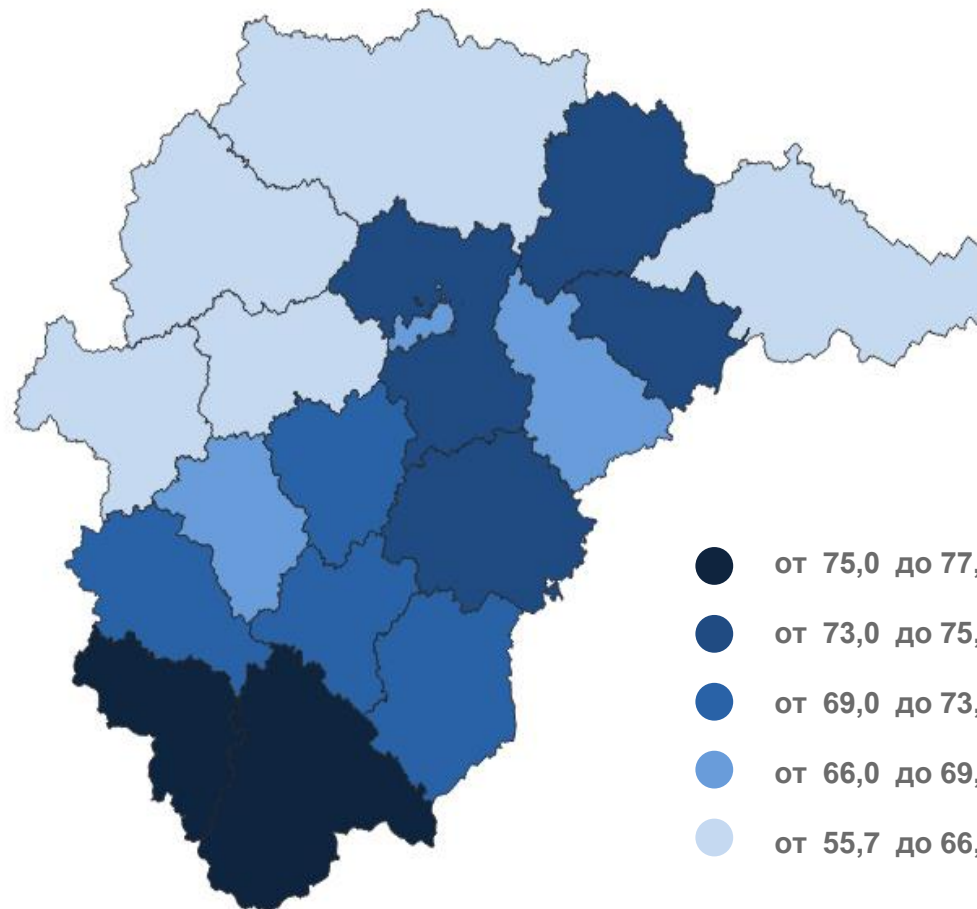 от 75,0 до 77,
от 73,0 до 75,
от 69,0 до 73,
от 66,0 до 69,
от 55,7 до 66,